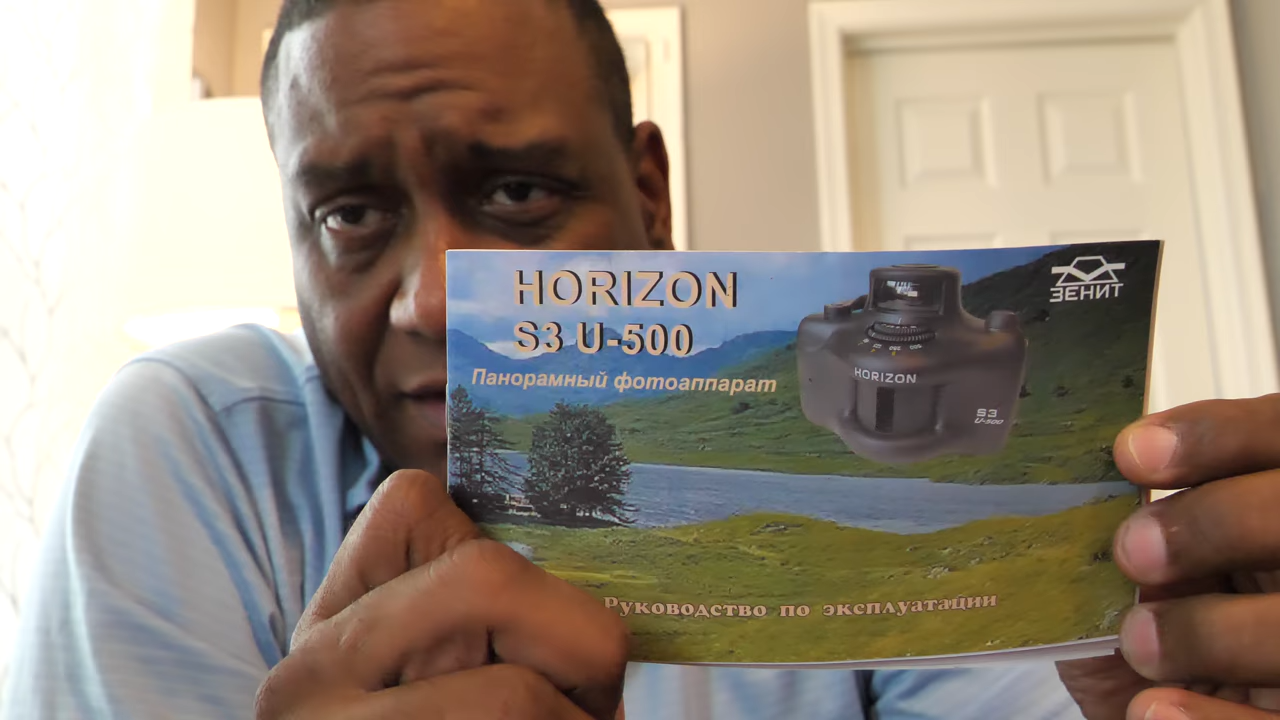 HORIZON
S3 U-500
Панорамный фотоаппарат
ЗЕНИТ
HORIZON
S3
U-500
Руководство по эксплуатации